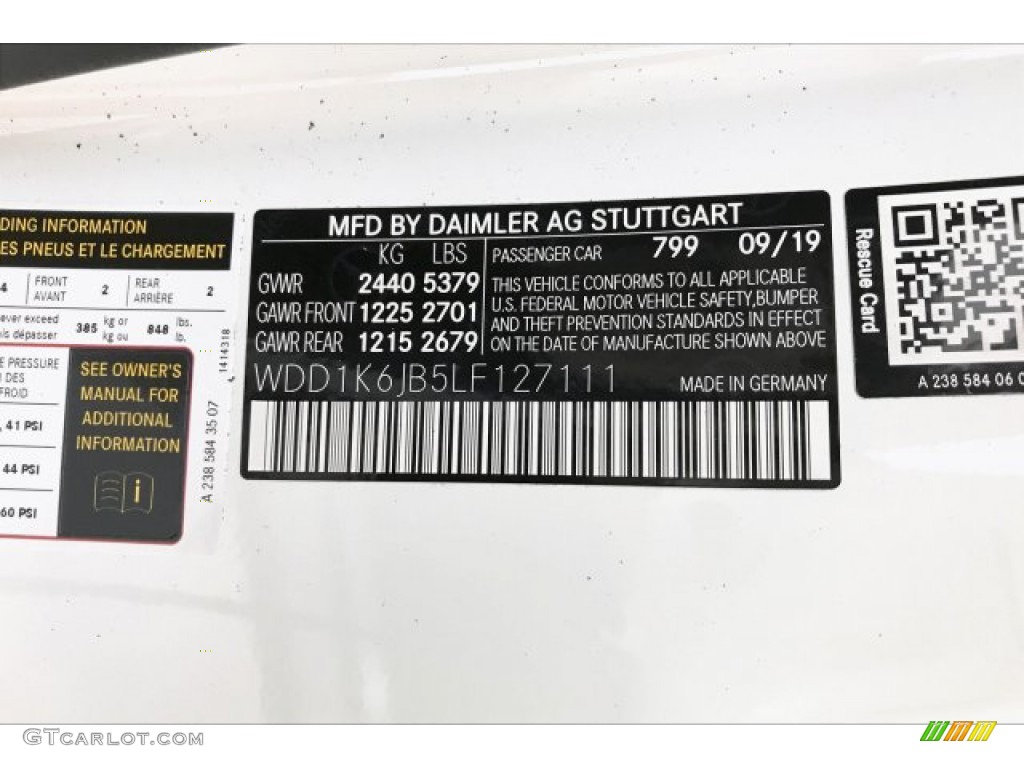 DING INFORMATION
ES PNEUS ET LE CHARGEMENT
4 FRONT AVANT 2 REAR ARRIÈRE 2
ever exceed 385 kg or 848 lbs.
is dépasser kg ou lb.
E PRESSURE
DES
FROID
, 41 PSI
44 PSI
60 PSI
SEE OWNER'S
MANUAL FOR
ADDITIONAL
INFORMATION
i
1414318
A 238 584 35 07
MFD BY DAIMLER AG STUTTGART
KG LBS
GWWR 2440 5379
GAWR FRONT 1225 2701
GAWR REAR 1215 2679
PASSENGER CAR 799 09/19
THIS VEHICLE CONFORMS TO ALL APPLICABLE
U.S. FEDERAL MOTOR VEHICLE SAFETY,BUMPER
AND THEFT PREVENTION STANDARDS IN EFFECT
ON THE DATE OF MANUFACTURE SHOWN ABOVE
WDD1K6JB5LF127111 MADE IN GERMANY
Rescue Card
A 238 584 06 0
GTCARLOT.COM